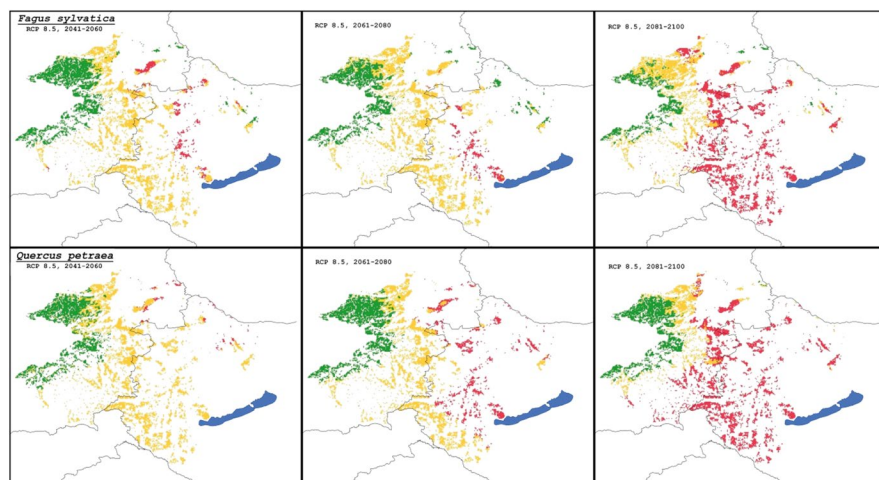 Fagus sylvatica
RCP 8.5, 2041-2060
RCP 8.5, 2061-2080
RCP 8.5, 2081-2100
Quercus petraea
RCP 8.5, 2041-2060
RCP 8.5, 2061-2080
RCP 8.5, 2081-2100